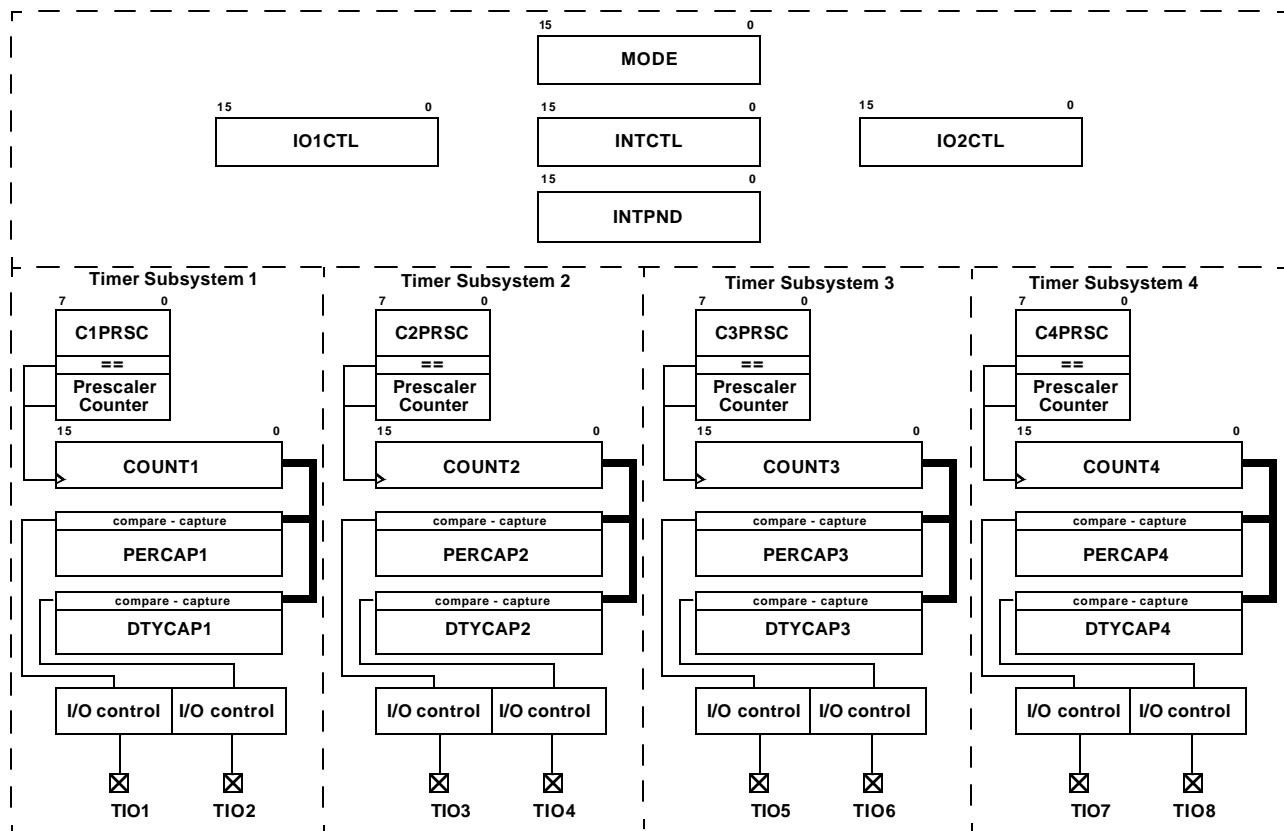 15 0
MODE
15 0 15 0 15 0
IO1CTL INTCTL IO2CTL
15 0
INTPND
Timer Subsystem 1 Timer Subsystem 2 Timer Subsystem 3 Timer Subsystem 4
7 0 7 0 7 0 7 0
C1PRSC C2PRSC C3PRSC C4PRSC
== == == ==
Prescaler Prescaler Prescaler Prescaler
Counter Counter Counter Counter
15 0 15 0 15 0 15 0
COUNT1 COUNT2 COUNT3 COUNT4
compare - capture compare - capture compare - capture compare - capture
PERCAP1 PERCAP2 PERCAP3 PERCAP4
compare - capture compare - capture compare - capture compare - capture
DTYCAP1 DTYCAP2 DTYCAP3 DTYCAP4
I/O control I/O control I/O control I/O control I/O control I/O control I/O control I/O control
TIO1 TIO2 TIO3 TIO4 TIO5 TIO6 TIO7 TIO8